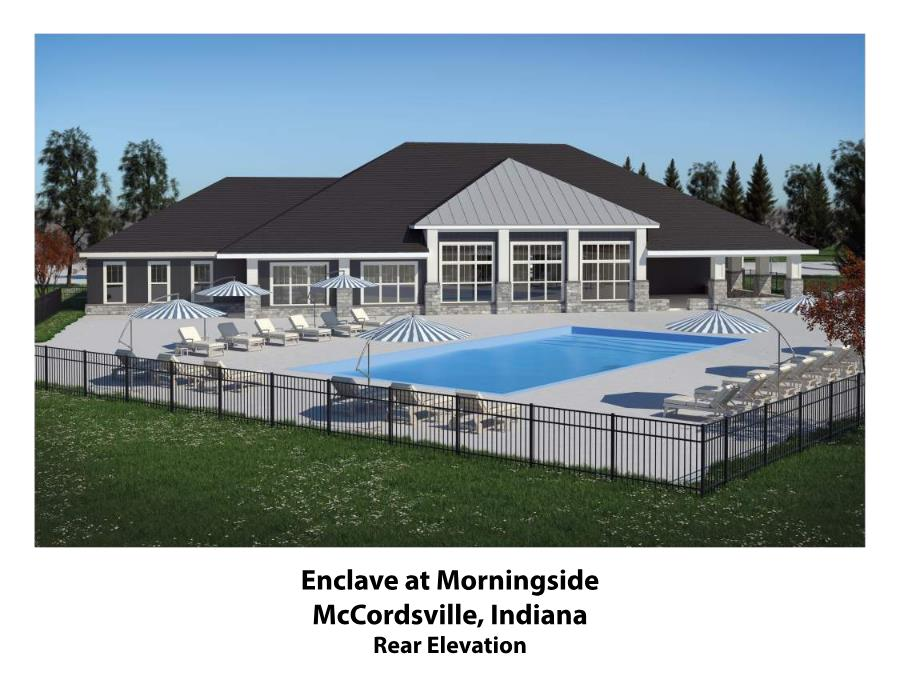 Enclave at Morningside
McCordsville, Indiana
Rear Elevation